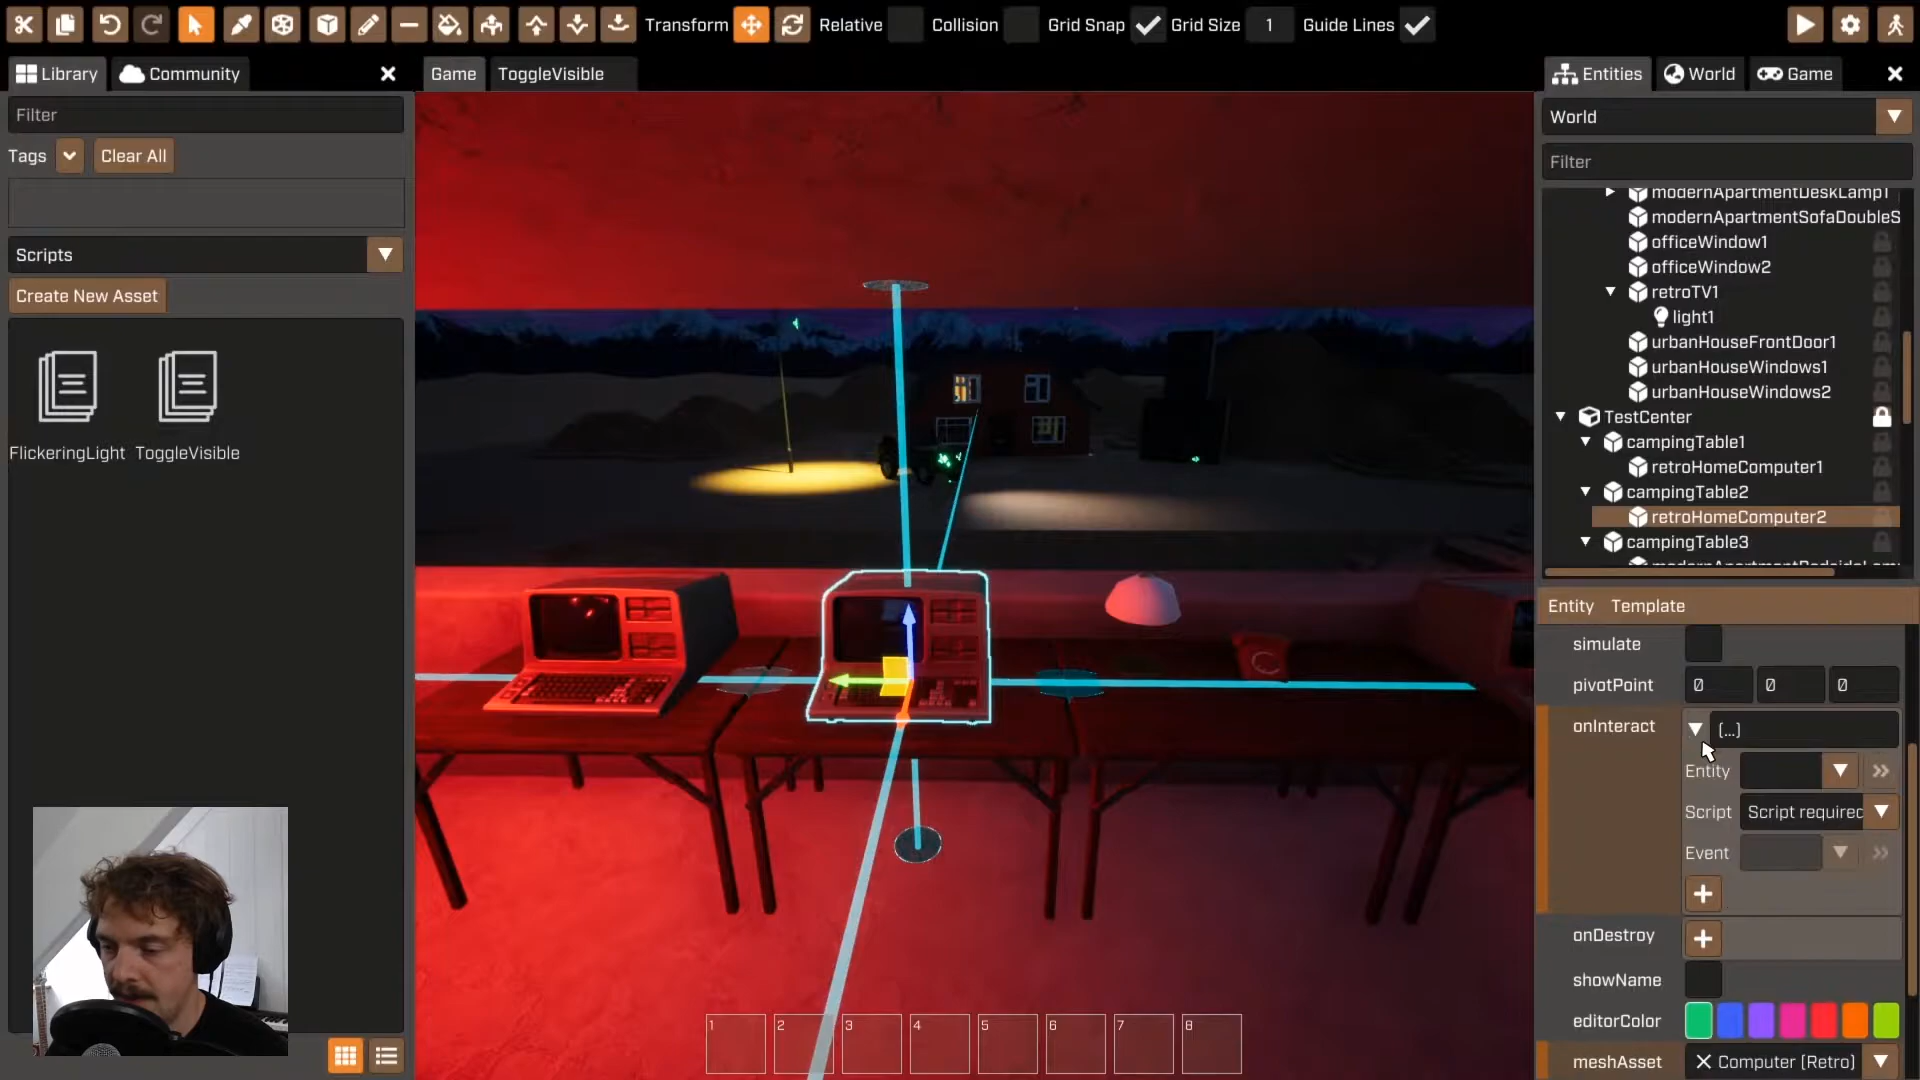 Transform
Relative
Collision
Grid Snap
Grid Size
1
Guide Lines
Library
Community
Game
ToggleVisible
Entities
World
Game
Filter
Tags
Clear All
Scripts
Create New Asset
FlickeringLight
ToggleVisible
1
2
3
4
5
6
7
8
World
Filter
modernApartmentDeskLamp1
modernApartmentSofaDoubleS
officeWindow1
officeWindow2
retroTV1
light1
urbanHouseFrontDoor1
urbanHouseWindows1
urbanHouseWindows2
TestCenter
campingTable1
retroHomeComputer1
campingTable2
retroHomeComputer2
campingTable3
Entity
Template
simulate
pivotPoint
0
0
0
onInteract
(...)
Entity
Script
Script required
Event
onDestroy
showName
editorColor
meshAsset
Computer (Retro)